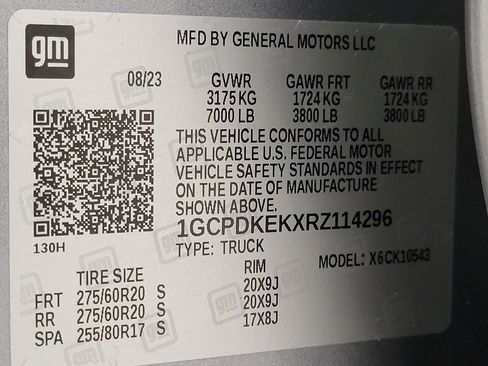 gm
MFD BY GENERAL MOTORS LLC
08/23 GVWR GAWR FRT GAWR RR
3175 KG 1724 KG 1724 KG
7000 LB 3800 LB 3800 LB
THIS VEHICLE CONFORMS TO ALL
APPLICABLE U.S. FEDERAL MOTOR
VEHICLE SAFETY STANDARDS IN EFFECT
ON THE DATE OF MANUFACTURE
SHOWN ABOVE.
1GCPDKEKXRZ114296
130H
TYPE: TRUCK
MODEL: X6CK10543
TIRE SIZE RIM
FRT 275/60R20 S 20X9J
RR 275/60R20 S 20X9J
SPA 255/80R17 S 17X8J